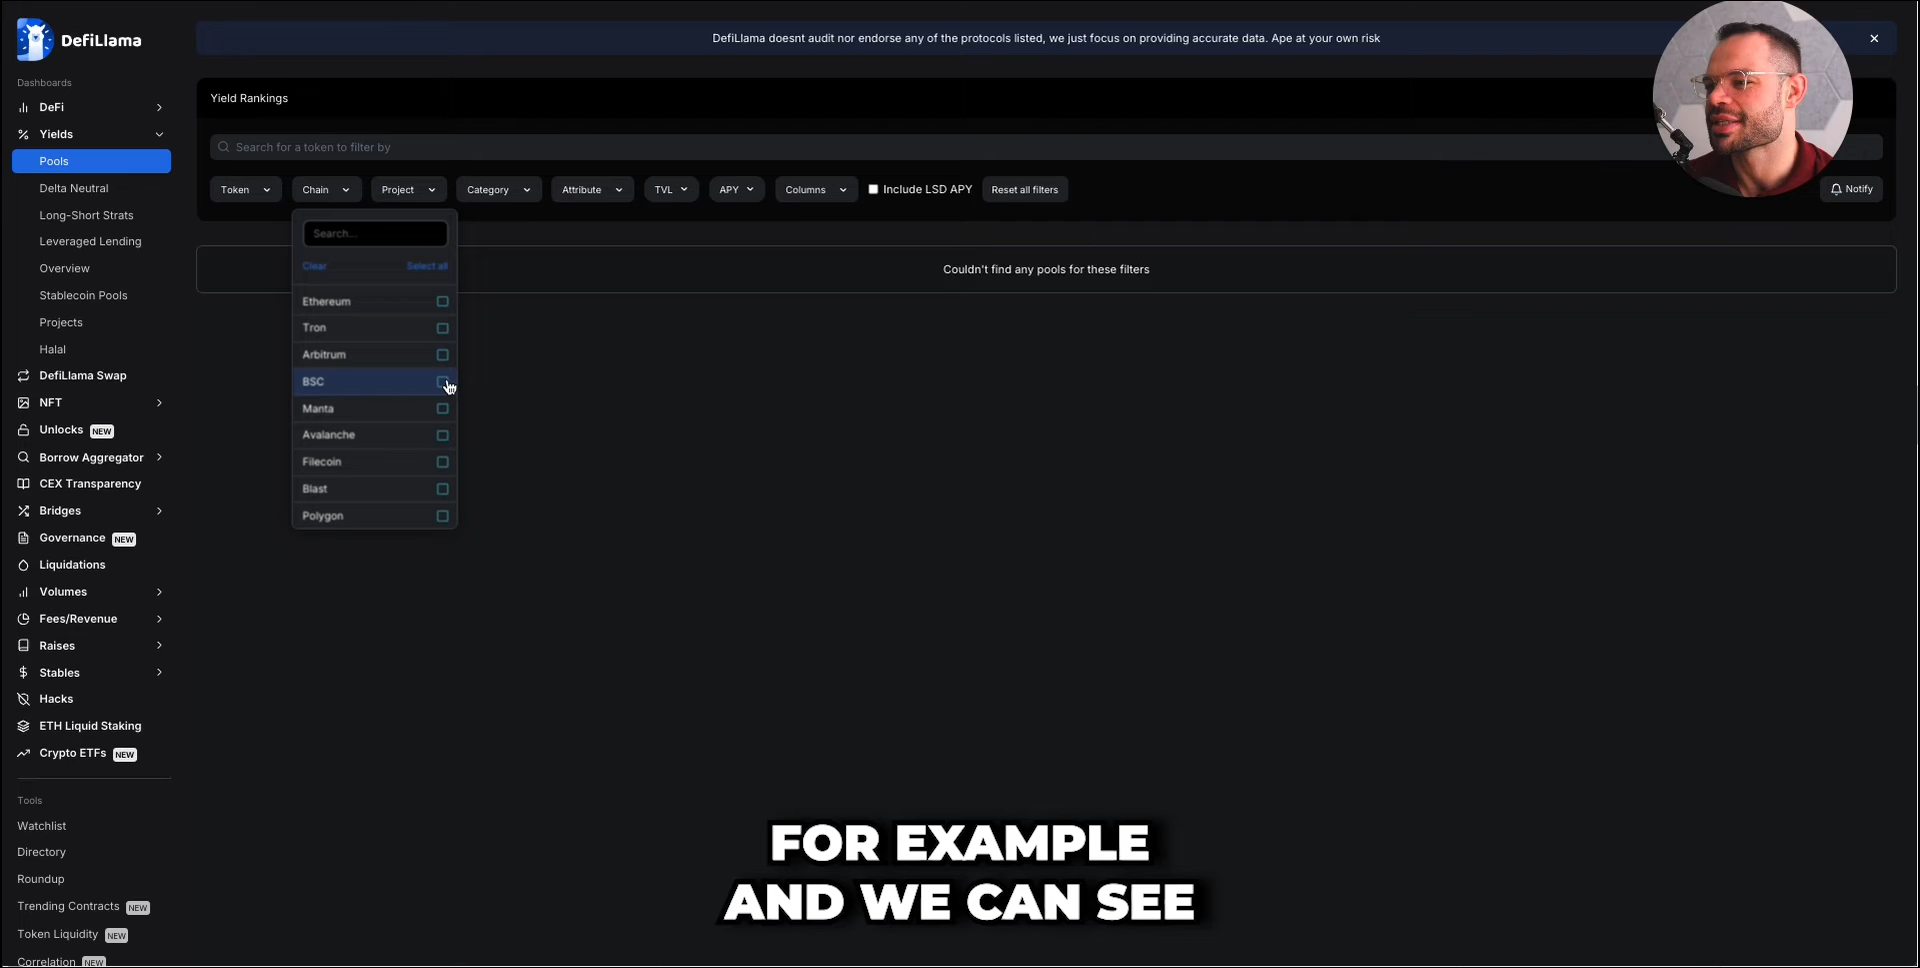 DefiLlama
DefiLlama doesnt audit nor endorse any of the protocols listed, we just focus on providing accurate data. Ape at your own risk
Dashboards
DeFi
Yields
Pools
Delta Neutral
Long-Short Strats
Leveraged Lending
Overview
Stablecoin Pools
Projects
Halal
DefiLlama Swap
NFT
Unlocks NEW
Borrow Aggregator
CEX Transparency
Bridges
Governance NEW
Liquidations
Volumes
Fees/Revenue
Raises
Stables
Hacks
ETH Liquid Staking
Crypto ETFs NEW
Tools
Watchlist
Directory
Roundup
Trending Contracts NEW
Token Liquidity NEW
Correlation NEW
Yield Rankings
Search for a token to filter by
Token Chain Project Category Attribute TVL APY Columns Include LSD APY Reset all filters Notify
Search...
Clear Select all
Ethereum
Tron
Arbitrum
BSC
Manta
Avalanche
Filecoin
Blast
Polygon
Couldn't find any pools for these filters
FOR EXAMPLE
AND WE CAN SEE